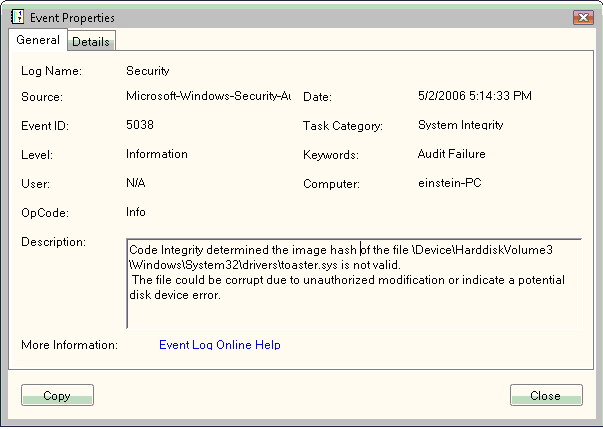 Event Properties
General Details
Log Name: Security
Source: Microsoft-Windows-Security-Au Date: 5/2/2006 5:14:33 PM
Event ID: 5038 Task Category: System Integrity
Level: Information Keywords: Audit Failure
User: N/A Computer: einstein-PC
OpCode: Info
Description: Code Integrity determined the image hash of the file \Device\HarddiskVolume3
\Windows\System32\drivers\toaster.sys is not valid.
The file could be corrupt due to unauthorized modification or indicate a potential
disk device error.
More Information: Event Log Online Help
Copy Close